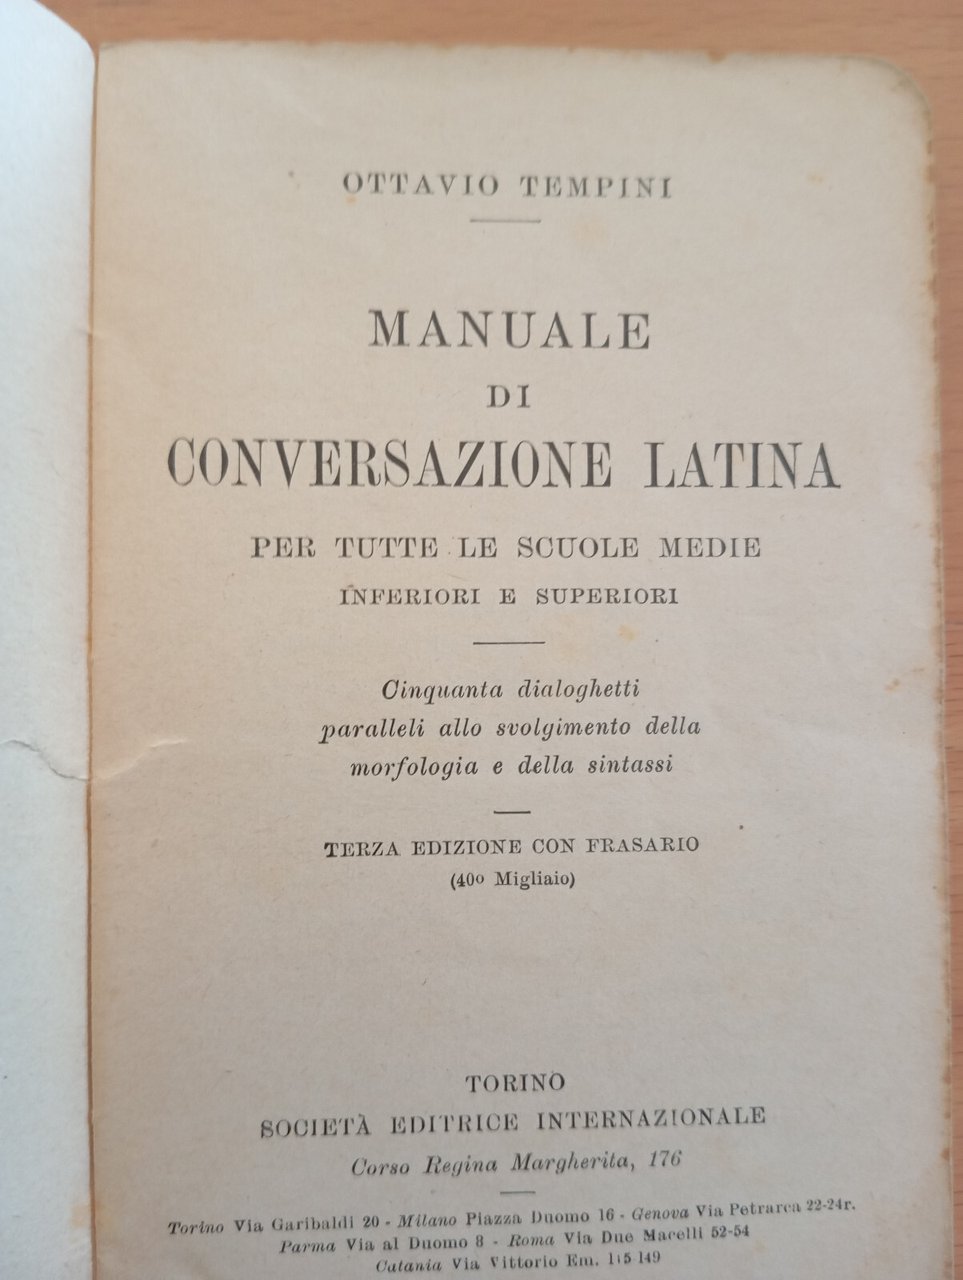 OTTAVIO TEMPINI
MANUALE
DI
CONVERSAZIONE LATINA
PER TUTTE LE SCUOLE MEDIE
INFERIORI E SUPERIORI
Cinquanta dialoghetti
paralleli allo svolgimento della
morfologia e della sintassi
TERZA EDIZIONE CON FRASARIO
(40º Migliaio)
TORINO
SOCIETÀ EDITRICE INTERNAZIONALE
Corso Regina Margherita, 176
Torino Via Garibaldi 20 - Milano Piazza Duomo 16 - Genova Via Petrarca 22-24r.
Parma Via al Duomo 8 - Roma Via Due Macelli 52-54
Catania Via Vittorio Em. 145-149